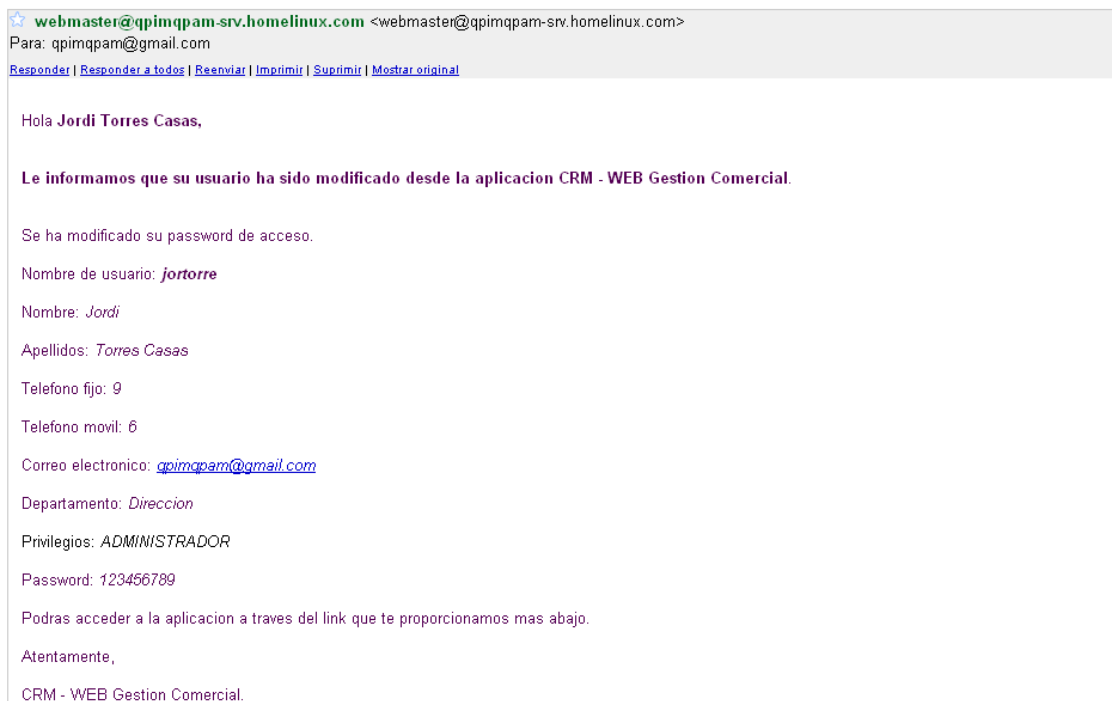 webmaster@qpimqpam-srv.homelinux.com <webmaster@qpimqpam-srv.homelinux.com>
Para: qpimqpam@gmail.com
Responder | Responder a todos | Reenviar | Imprimir | Suprimir | Mostrar original
Hola Jordi Torres Casas,
Le informamos que su usuario ha sido modificado desde la aplicacion CRM - WEB Gestion Comercial.
Se ha modificado su password de acceso.
Nombre de usuario: jortorre
Nombre: Jordi
Apellidos: Torres Casas
Telefono fijo: 9
Telefono movil: 6
Correo electronico: qpimqpam@gmail.com
Departamento: Direccion
Privilegios: ADMINISTRADOR
Password: 123456789
Podras acceder a la aplicacion a traves del link que te proporcionamos mas abajo.
Atentamente,
CRM - WEB Gestion Comercial.